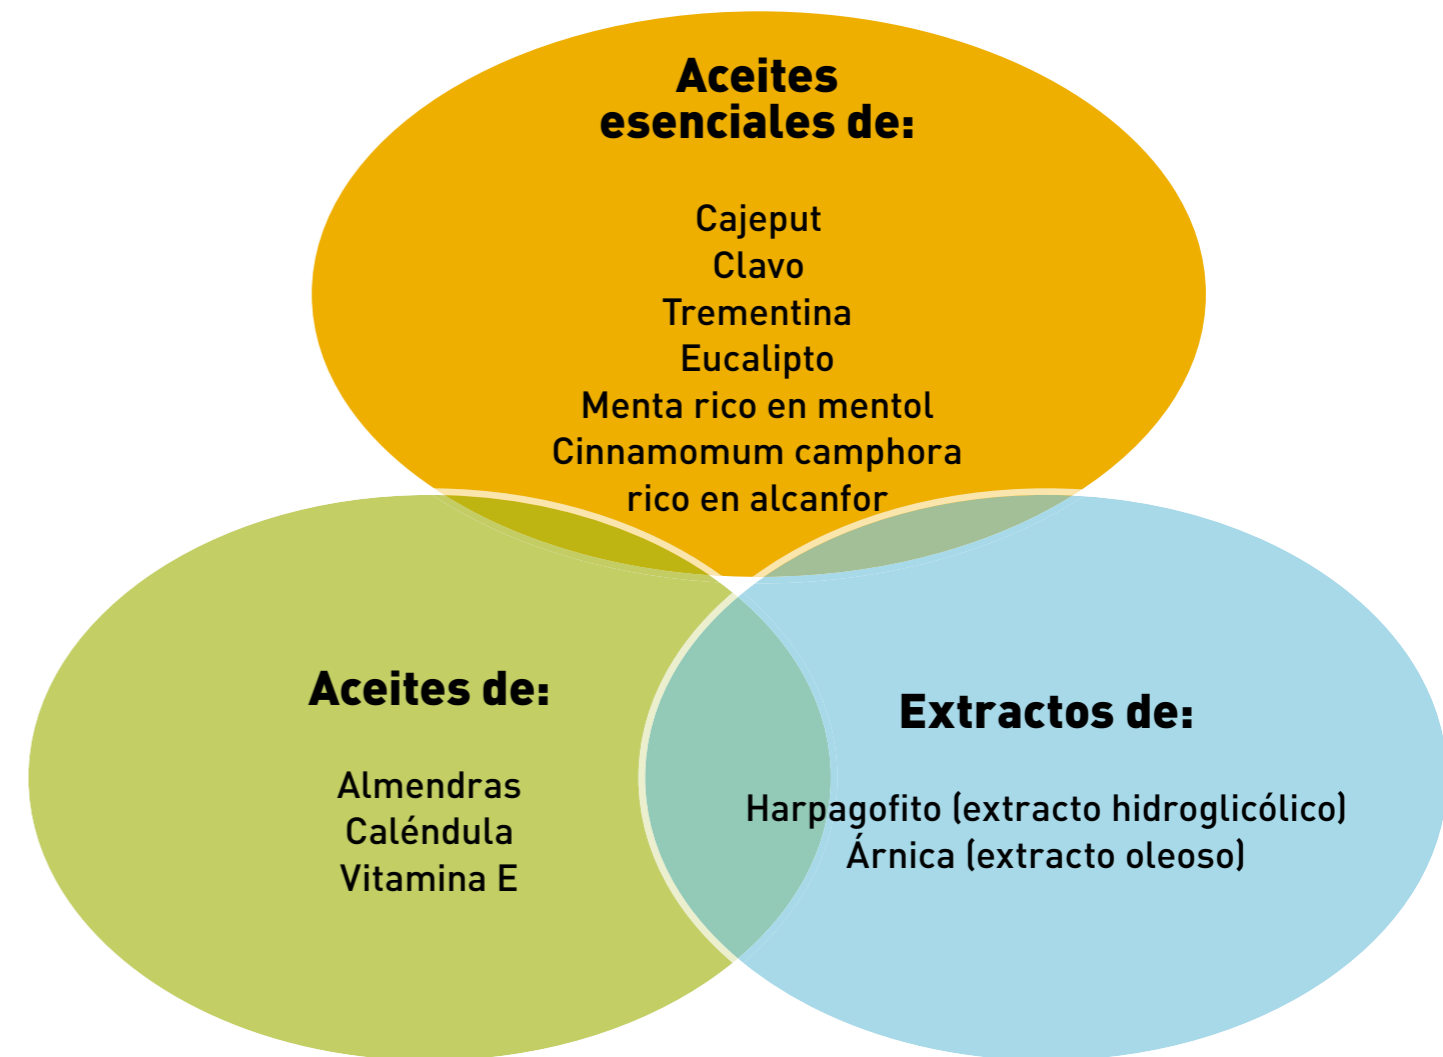 Aceites
esenciales de:
Cajeput
Clavo
Trementina
Eucalipto
Menta rico en mentol
Cinnamomum camphora
rico en alcanfor
Aceites de:
Almendras
Caléndula
Vitamina E
Extractos de:
Harpagofito (extracto hidroglicólico)
Árnica (extracto oleoso)